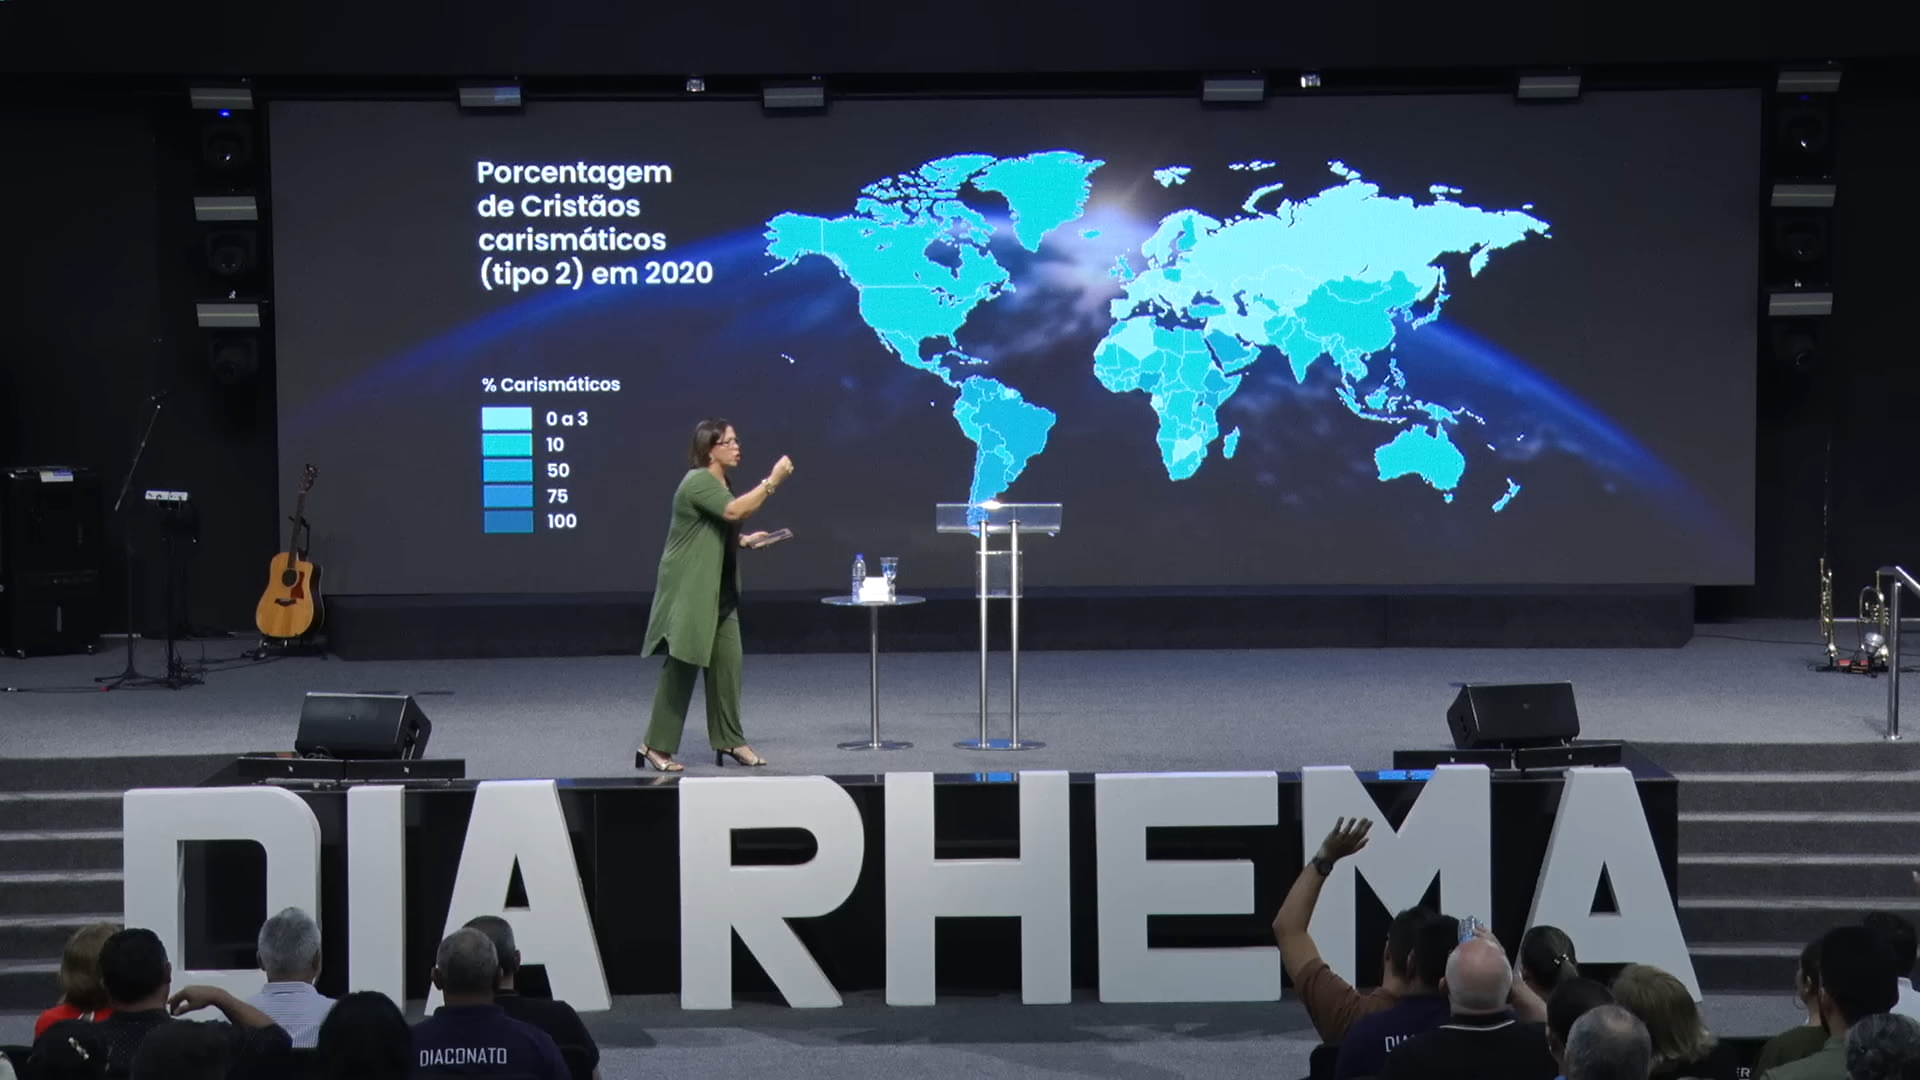 Porcentagem
de Cristãos
carismáticos
(tipo 2) em 2020
% Carismáticos
0 a 3
10
50
75
100
DIA RHEMA
DIACONATO